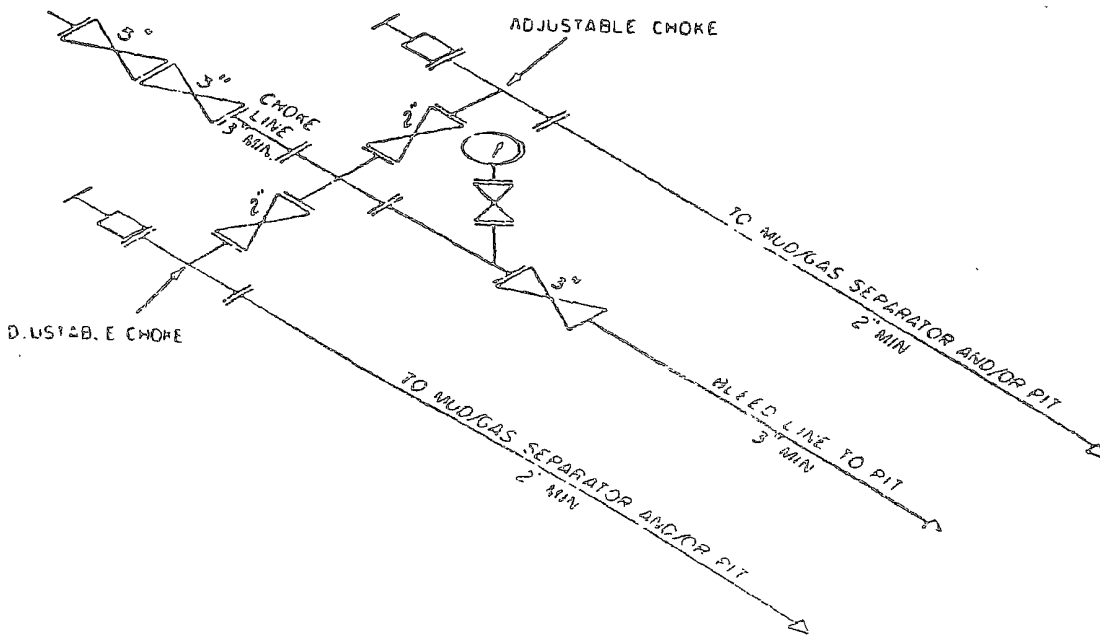 ADJUSTABLE CHOKE
3"
3"
CHOKE
LINE
3 MIN.
2"
2"
3"
D.USTAB.E CHOKE
TO MUD/GAS SEPARATOR AND/OR PIT
2" MIN
BLEED LINE TO PIT
3" MIN
TO MUD/GAS SEPARATOR AND/OR PIT
2" MIN